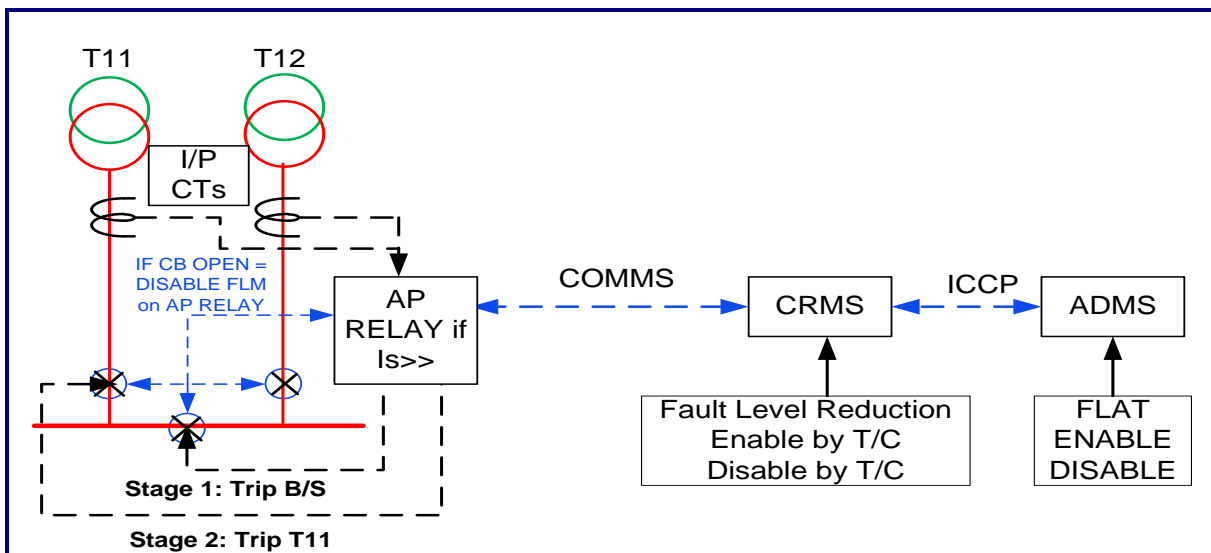 T11
T12
I/P
CTs
IF CB OPEN =
DISABLE FLM
on AP RELAY
AP
RELAY if
Is>>
COMMS
CRMS
ICCP
ADMS
Fault Level Reduction
Enable by T/C
Disable by T/C
FLAT
ENABLE
DISABLE
Stage 1: Trip B/S
Stage 2: Trip T11